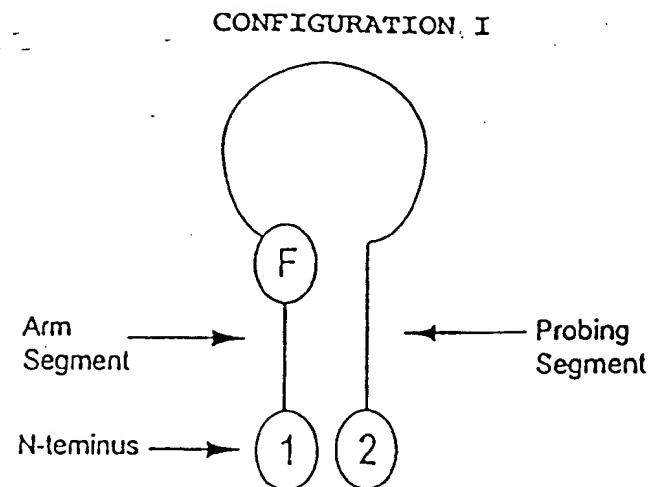 CONFIGURATION I
F
Arm
Segment
Probing
Segment
N-teminus
1
2